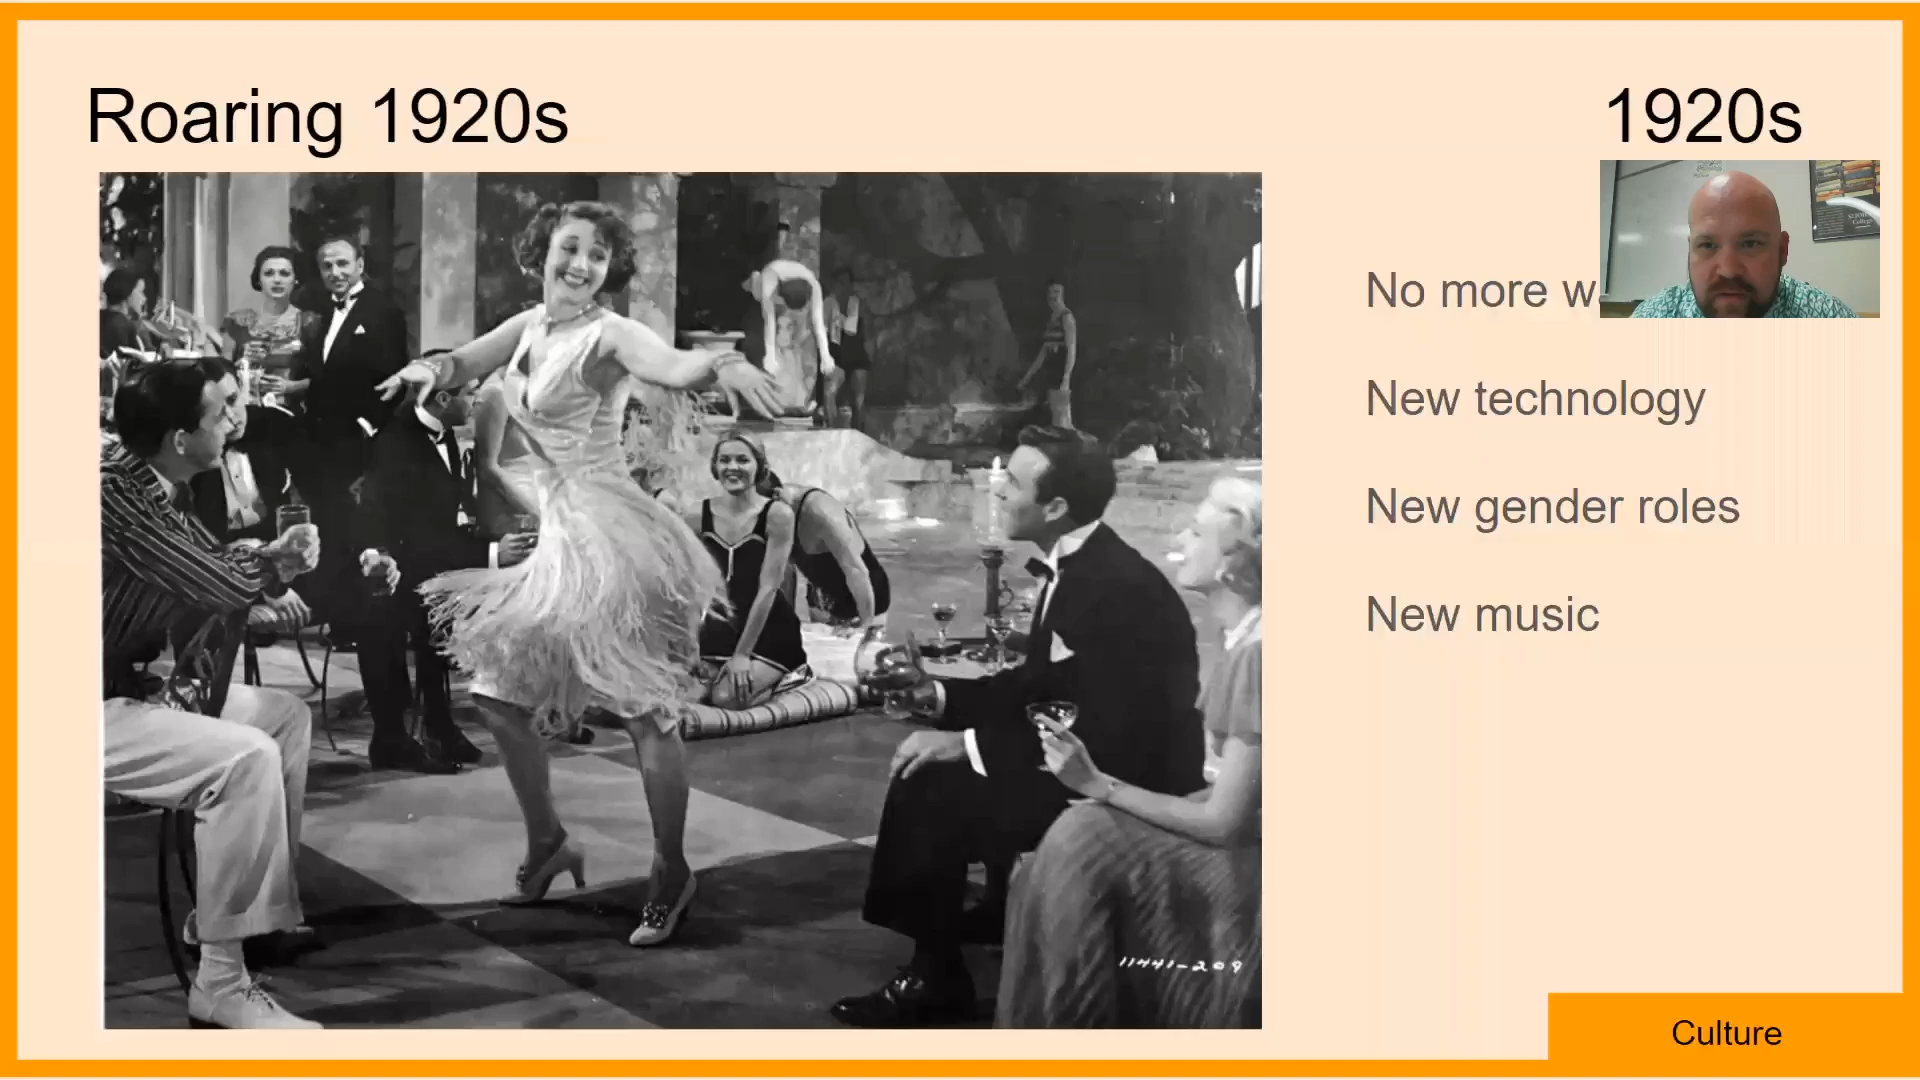 Roaring 1920s
1920s
No more
New technology
New gender roles
New music
11441-209
Culture